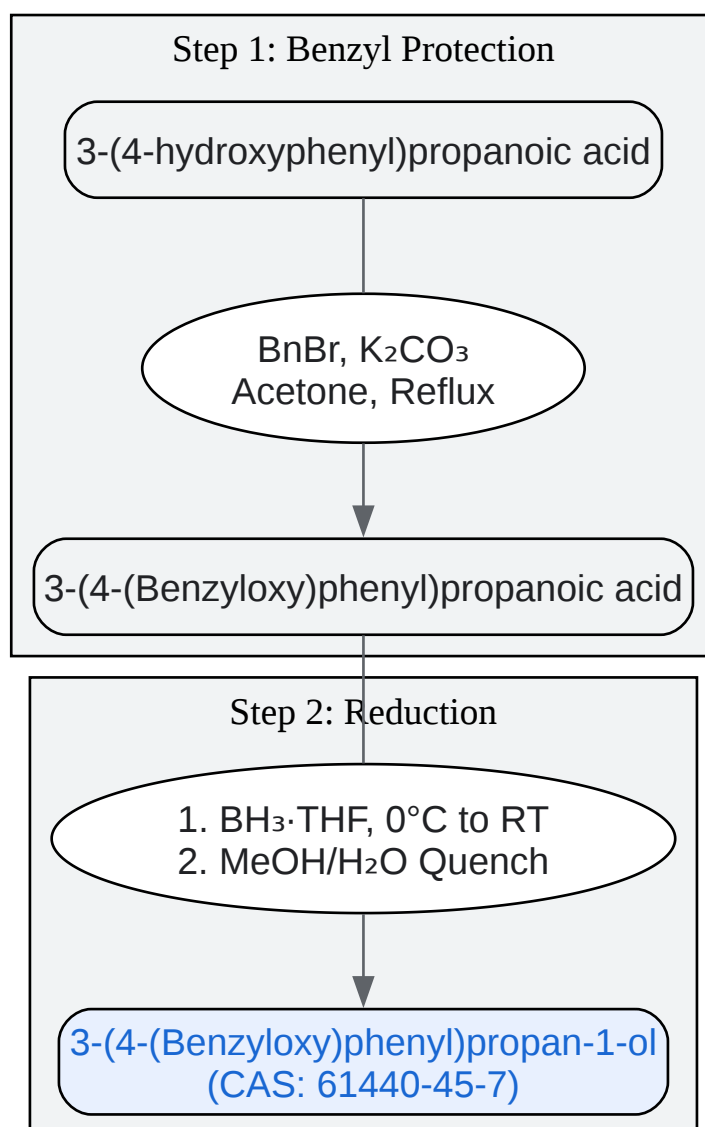 Step 1: Benzyl Protection
3-(4-hydroxyphenyl)propanoic acid
BnBr, K₂CO₃
Acetone, Reflux
3-(4-(Benzyloxy)phenyl)propanoic acid
Step 2: Reduction
1. BH₃·THF, 0°C to RT
2. MeOH/H₂O Quench
3-(4-(Benzyloxy)phenyl)propan-1-ol
(CAS: 61440-45-7)